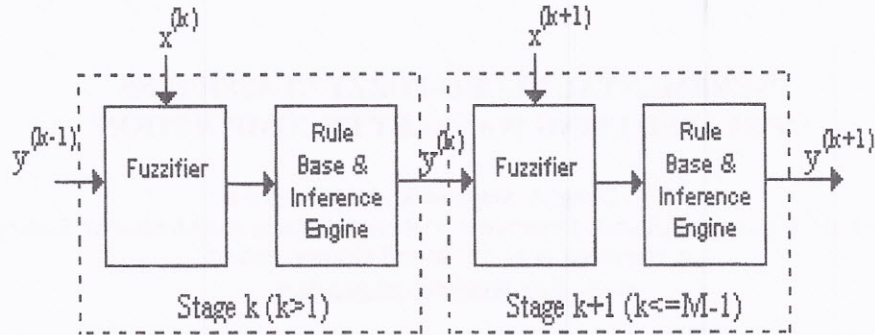 x^(k)
x^(k+1)
y^(k-1)
Fuzzifier
Rule
Base &
Inference
Engine
y^(k)
Fuzzifier
Rule
Base &
Inference
Engine
y^(k+1)
Stage k (k>1)
Stage k+1 (k<=M-1)